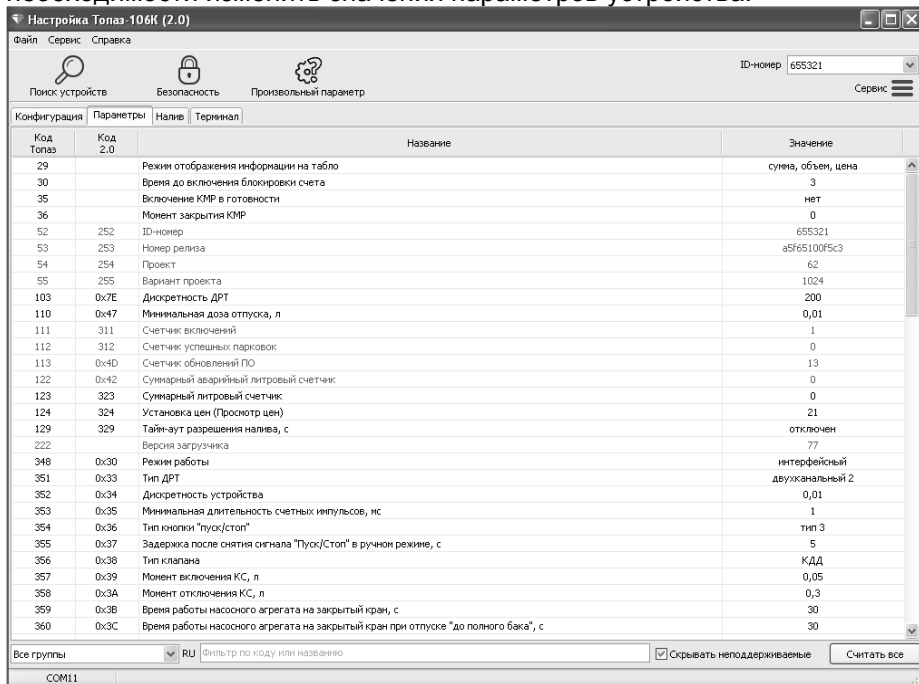 необходимости изменить значения параметров устройства.
Настройка Топаз-106К (2.0)
Файл Сервис Справка
Поиск устройств Безопасность Произвольный параметр
ID-номер 655321
Сервис
Конфигурация Параметры Налив Терминал
Код Топаз Код 2.0 Название Значение
29 Режим отображения информации на табло сумма, объем, цена
30 Время до включения блокировки счета 3
35 Включение КМР в готовности нет
36 Момент закрытия КМР 0
52 252 ID-номер 655321
53 253 Номер релиза a5f65100f5c3
54 254 Проект 62
55 255 Вариант проекта 1024
103 0x7E Дискретность ДРТ 200
110 0x47 Минимальная доза отпуска, л 0,01
111 311 Счетчик включений 1
112 312 Счетчик успешных парковок 0
113 0x4D Счетчик обновлений ПО 13
122 0x42 Суммарный аварийный литровый счетчик 0
123 323 Суммарный литровый счетчик 0
124 324 Установка цен (Просмотр цен) 21
129 329 Тайм-аут разрешения налива, с отключен
222 Версия загрузчика 77
348 0x30 Режим работы интерфейсный
351 0x33 Тип ДРТ двухканальный 2
352 0x34 Дискретность устройства 0,01
353 0x35 Минимальная длительность счетных импульсов, мс 1
354 0x36 Тип кнопки "пуск/стоп" тип 3
355 0x37 Задержка после снятия сигнала "Пуск/Стоп" в ручном режиме, с 5
356 0x38 Тип клапана КДД
357 0x39 Момент включения КС, л 0,05
358 0x3A Момент отключения КС, л 0,3
359 0x3B Время работы насосного агрегата на закрытый кран, с 30
360 0x3C Время работы насосного агрегата на закрытый кран при отпуске "до полного бака", с 30
Все группы RU Фильтр по коду или названию Скрывать неподдерживаемые Считать все
COM11